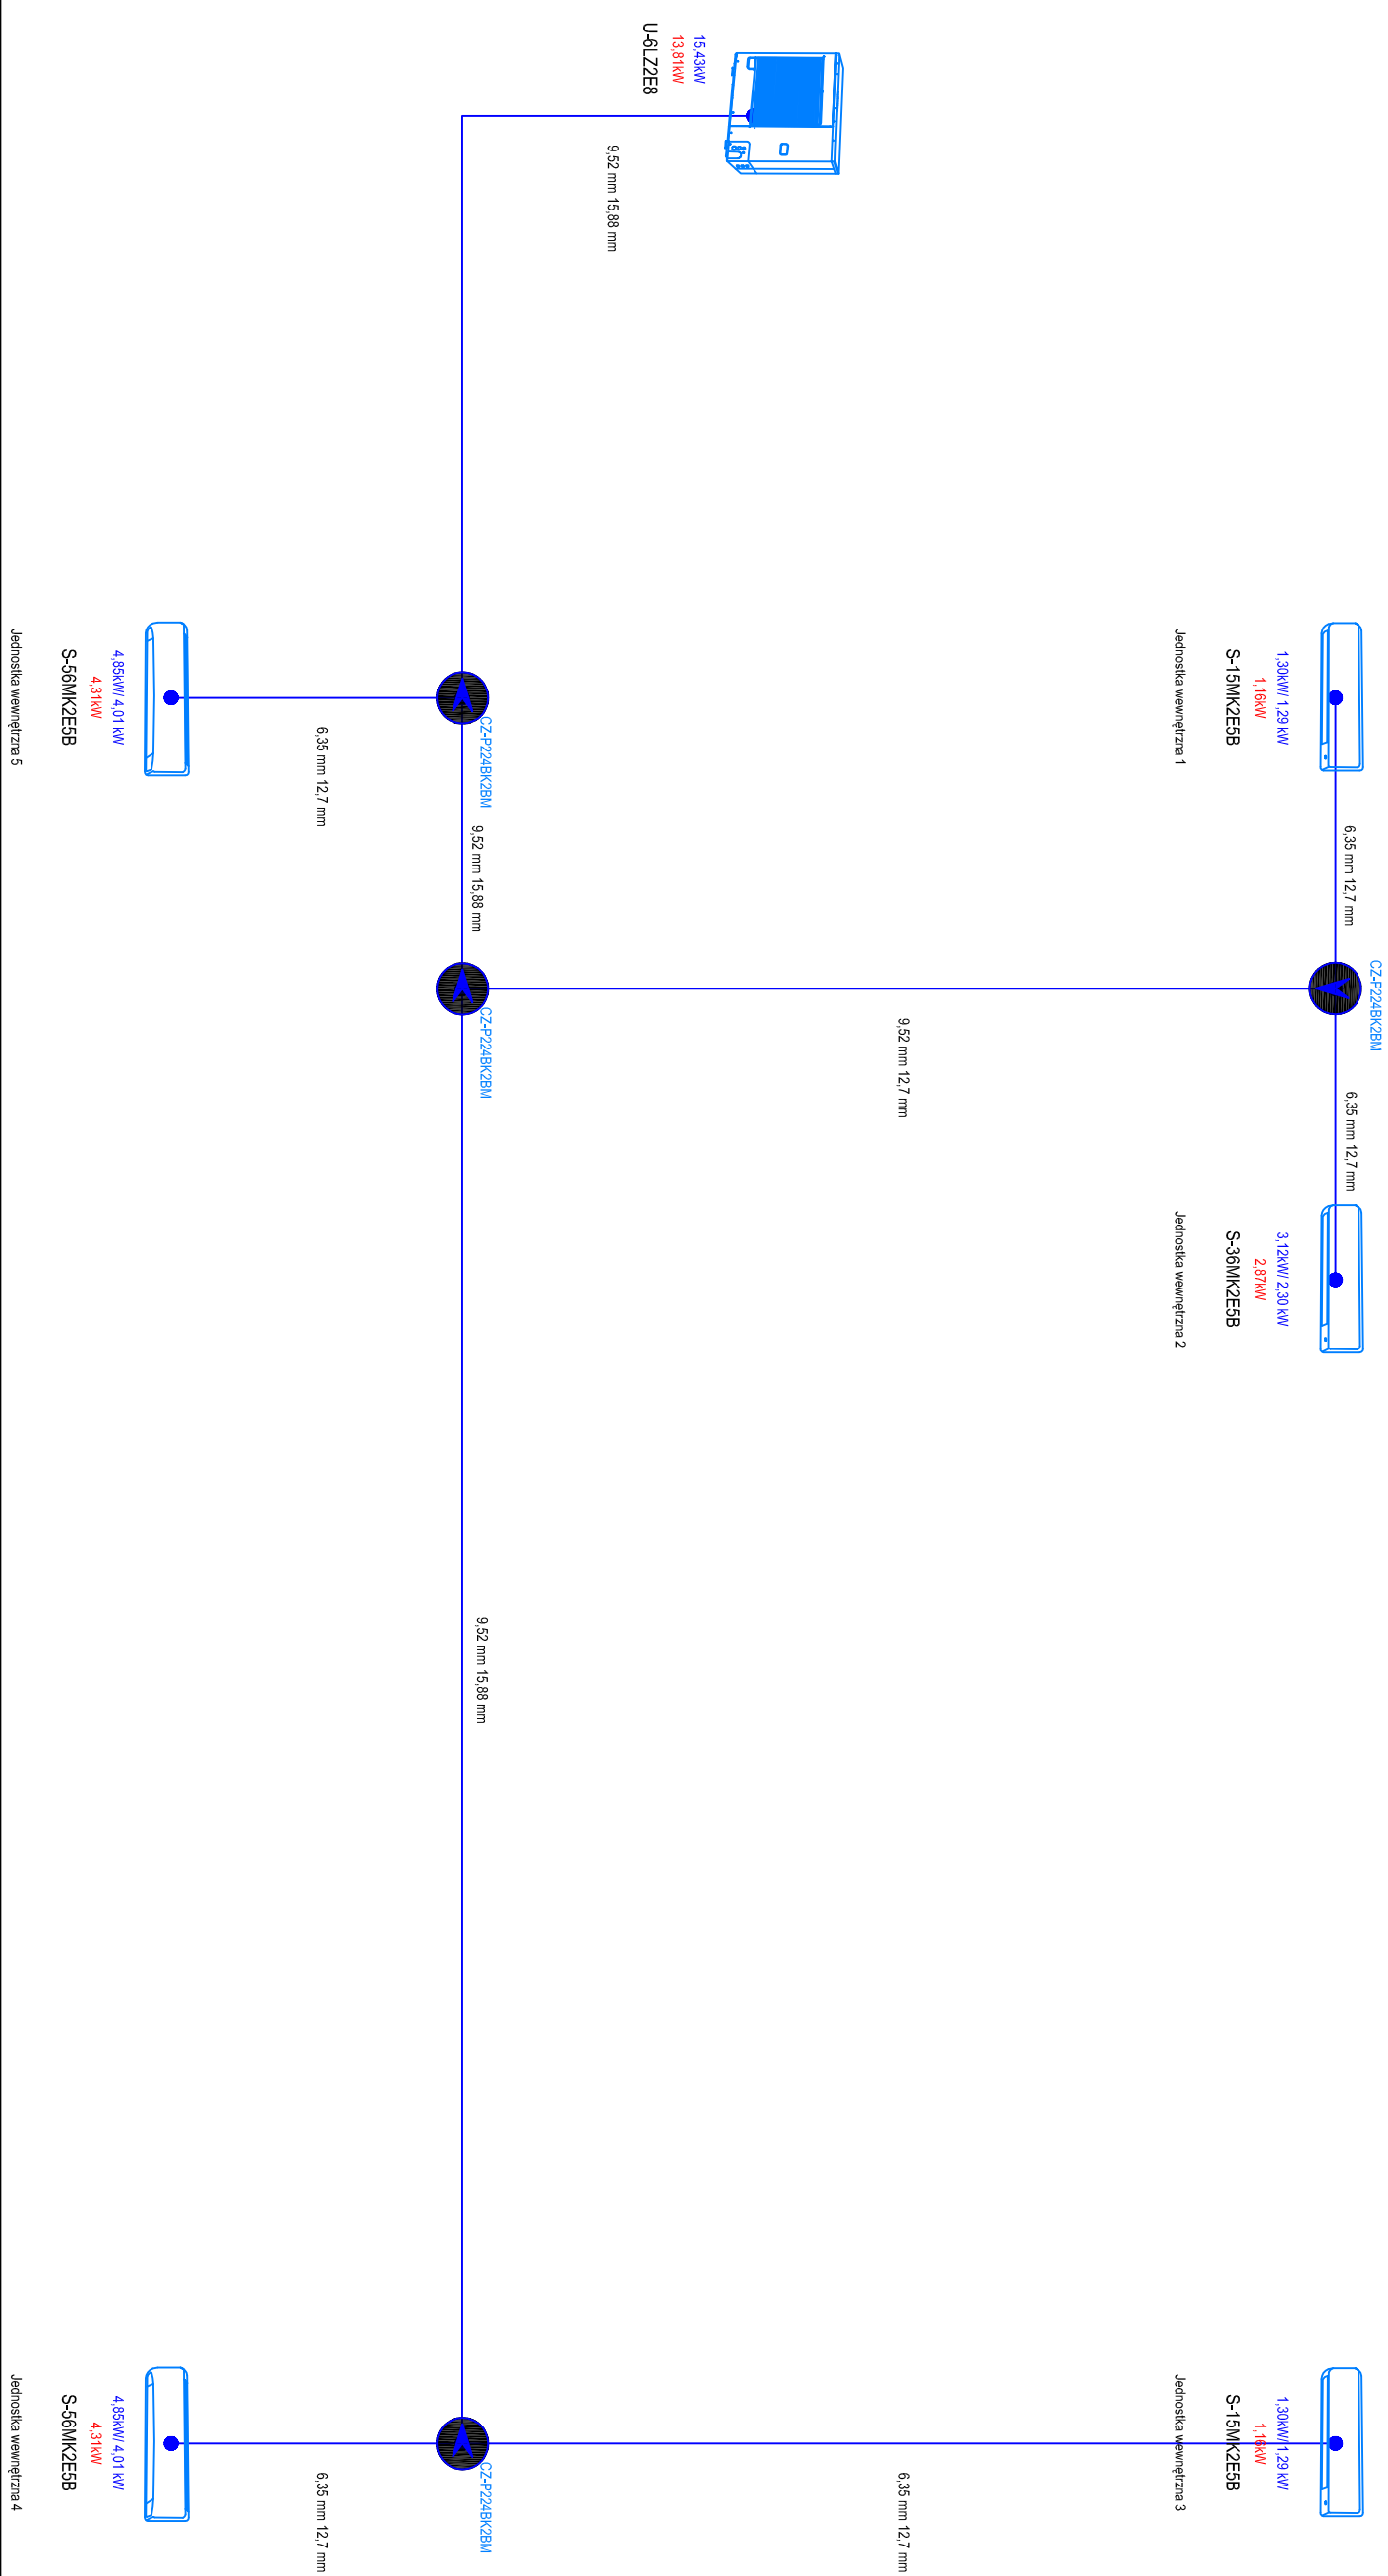 CZ-P224BK2BM
6,35 mm 12,7 mm
6,35 mm 12,7 mm
1,30kW/ 1,29 kW
1,16kW
S-15MK2E5B
Jednostka wewnętrzna 1
3,12kW/ 2,30 kW
2,87kW
S-36MK2E5B
Jednostka wewnętrzna 2
1,30kW/ 1,29 kW
1,16kW
S-15MK2E5B
Jednostka wewnętrzna 3
9,52 mm 12,7 mm
6,35 mm 12,7 mm
15,43kW
13,81kW
U-6LZ2E8
9,52 mm 15,88 mm
CZ-P224BK2BM
9,52 mm 15,88 mm
CZ-P224BK2BM
9,52 mm 15,88 mm
CZ-P224BK2BM
6,35 mm 12,7 mm
6,35 mm 12,7 mm
4,85kW/ 4,01 kW
4,31kW
S-56MK2E5B
Jednostka wewnętrzna 5
4,85kW/ 4,01 kW
4,31kW
S-56MK2E5B
Jednostka wewnętrzna 4